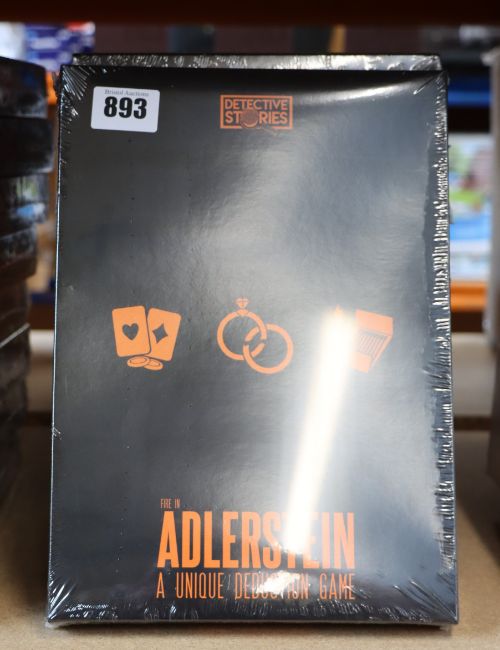 Bristol Auctions
893
DETECTIVE
STORIES
FIRE IN
ADLERSTEIN
A UNIQUE DEDUCTION GAME